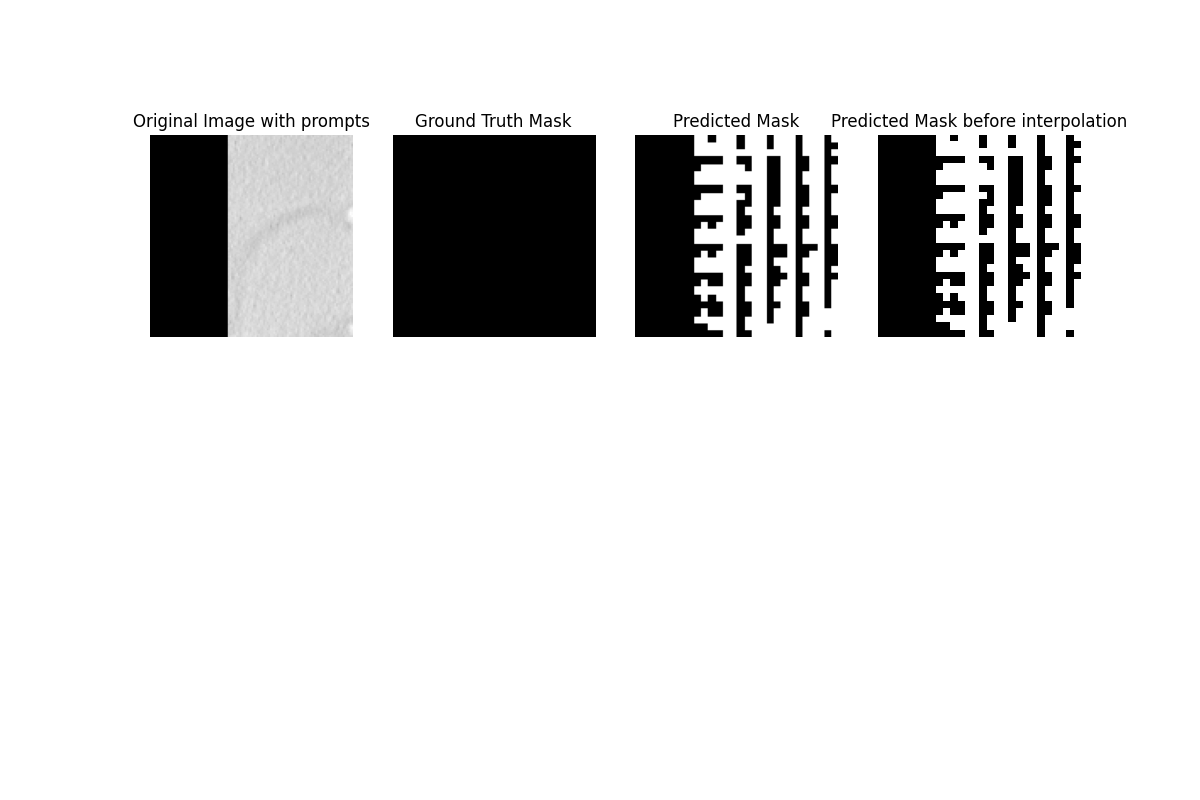 Original Image with prompts
Ground Truth Mask
Predicted Mask
Predicted Mask before interpolation